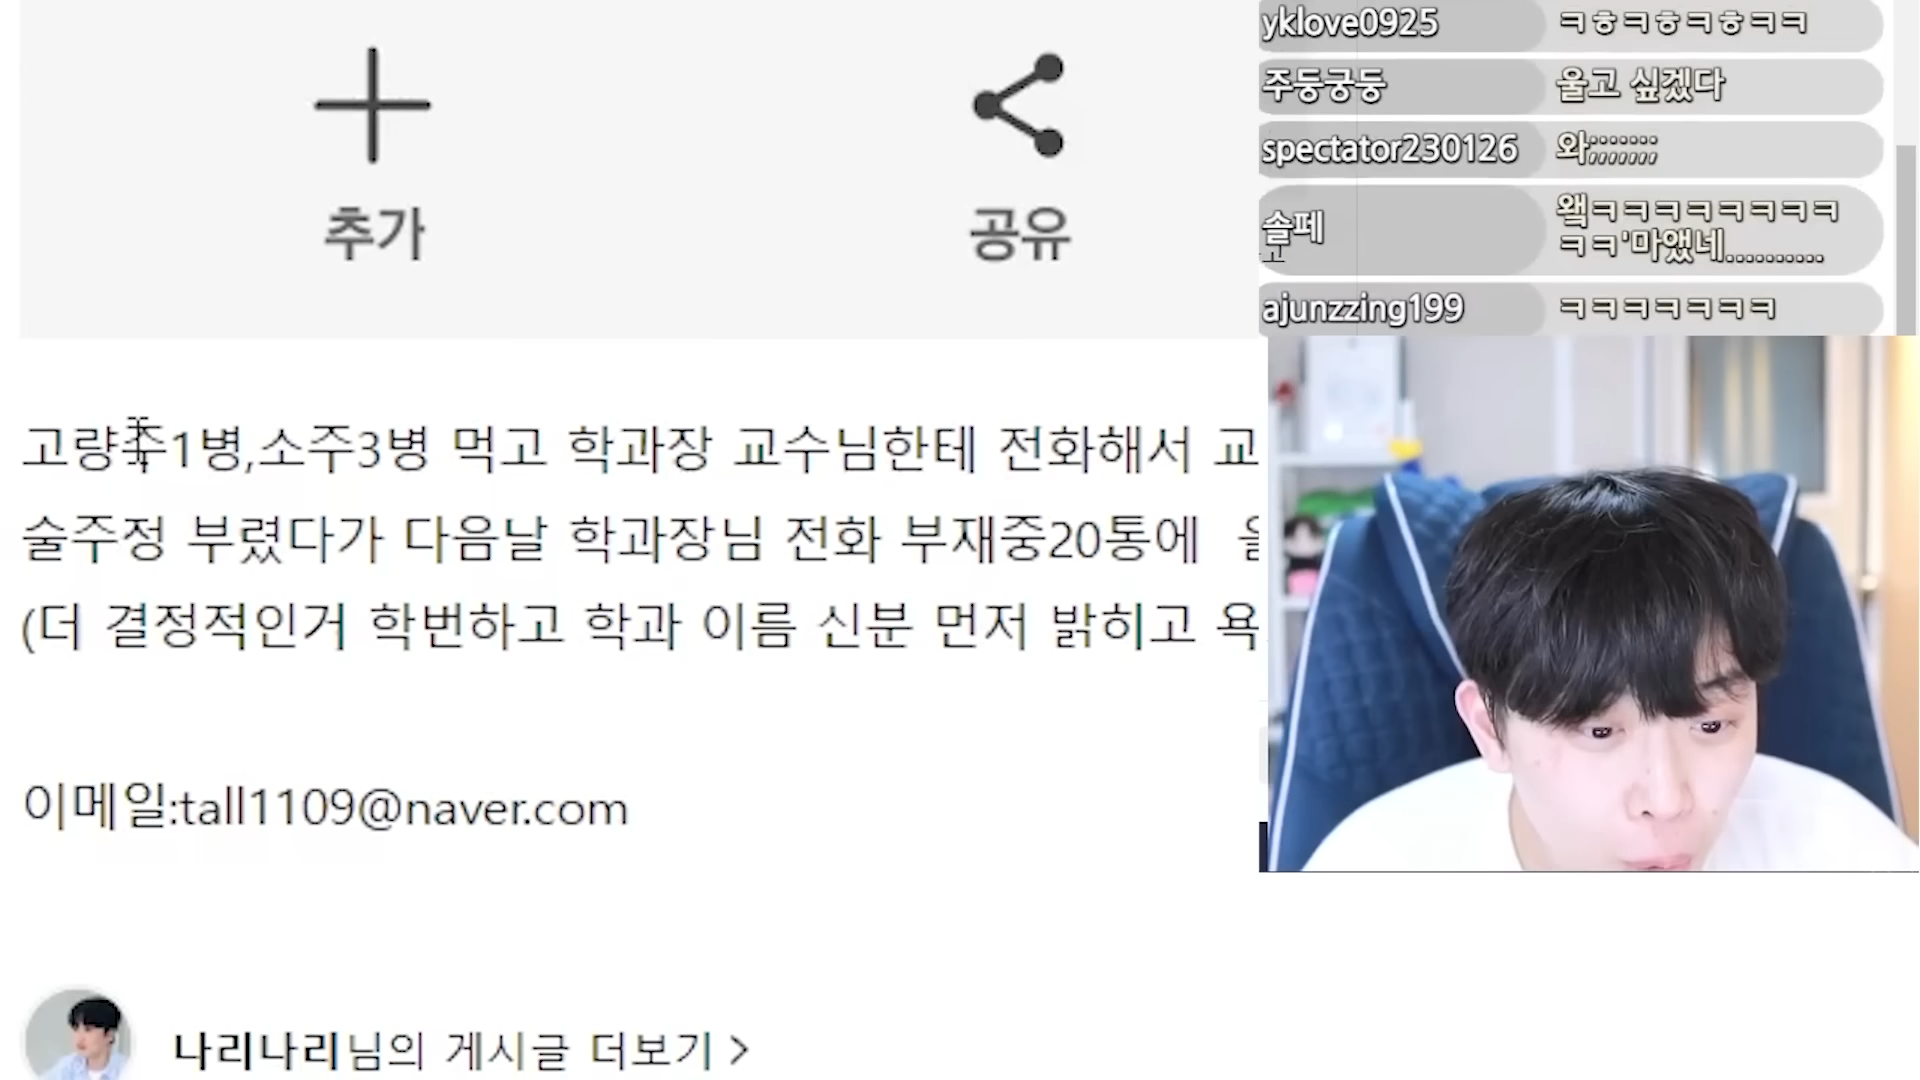 추가
공유
고량주1병,소주3병 먹고 학과장 교수님한테 전화해서 교
술주정 부렸다가 다음날 학과장님 전화 부재중20통에
(더 결정적인거 학번하고 학과 이름 신분 먼저 밝히고 욕
이메일:tall1109@naver.com
나리나리님의 게시글 더보기 >
yklove0925 ㅋㅎㅋㅎㅋㅎㅋㅋ
주둥궁둥 울고 싶겠다
spectator230126 와;;;;;;;
솔페 왴ㅋㅋㅋㅋㅋㅋㅋㅋ
ㅋㅋ'마앴네..........
ajunzzing199 ㅋㅋㅋㅋㅋㅋㅋ